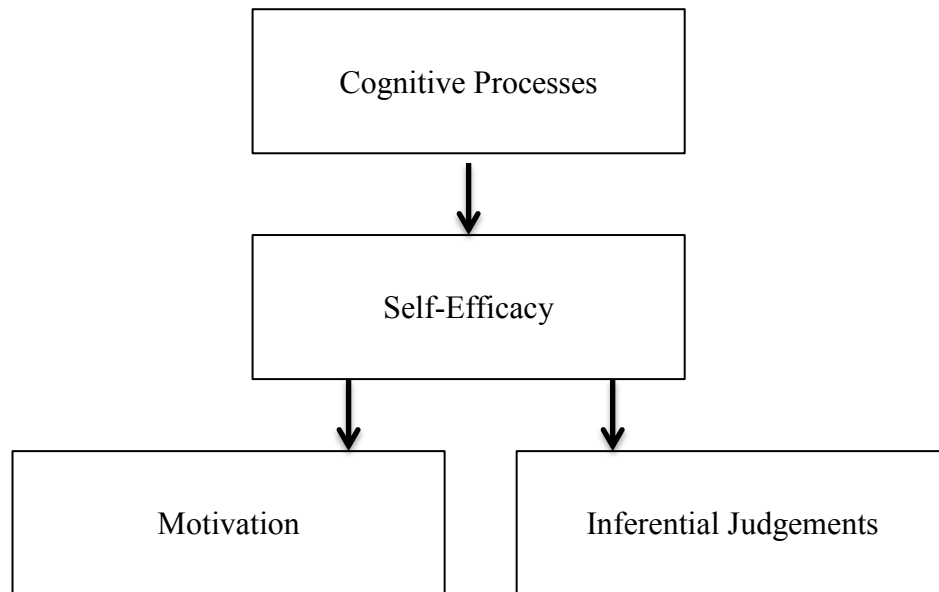 Cognitive Processes
Self-Efficacy
Motivation
Inferential Judgements